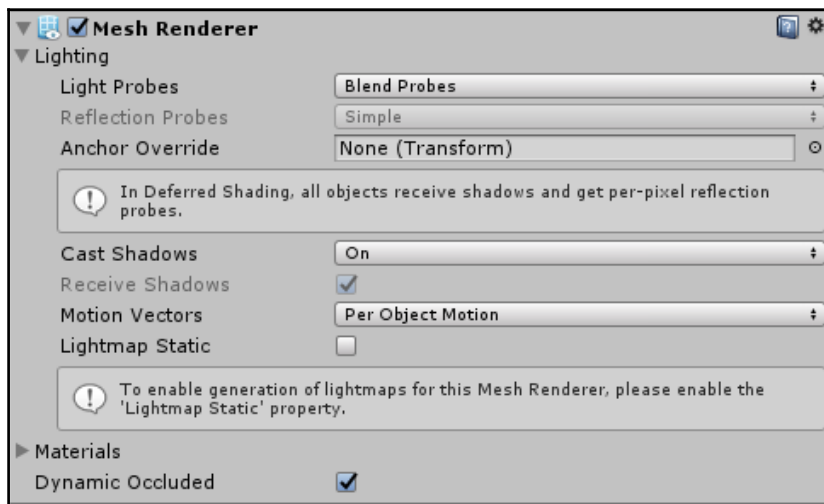 Mesh Renderer
Lighting
Light Probes Blend Probes
Reflection Probes Simple
Anchor Override None (Transform)
In Deferred Shading, all objects receive shadows and get per-pixel reflection
probes.
Cast Shadows On
Receive Shadows
Motion Vectors Per Object Motion
Lightmap Static
To enable generation of lightmaps for this Mesh Renderer, please enable the
'Lightmap Static' property.
Materials
Dynamic Occluded